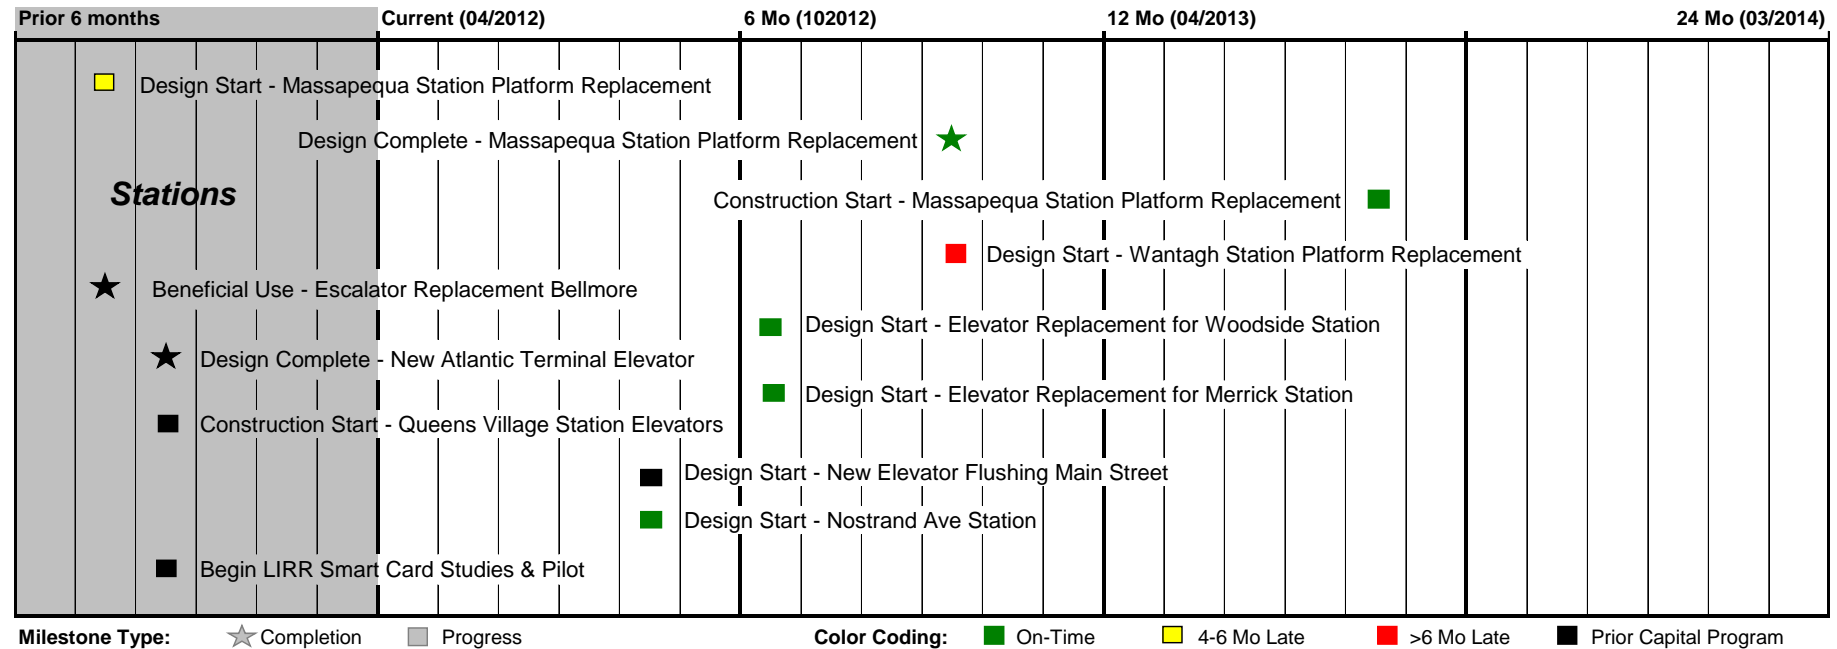 Prior 6 months Current (04/2012) 6 Mo (102012) 12 Mo (04/2013) 24 Mo (03/2014)
Design Start - Massapequa Station Platform Replacement
Design Complete - Massapequa Station Platform Replacement
Stations
Construction Start - Massapequa Station Platform Replacement
Design Start - Wantagh Station Platform Replacement
Beneficial Use - Escalator Replacement Bellmore
Design Start - Elevator Replacement for Woodside Station
Design Complete - New Atlantic Terminal Elevator
Design Start - Elevator Replacement for Merrick Station
Construction Start - Queens Village Station Elevators
Design Start - New Elevator Flushing Main Street
Design Start - Nostrand Ave Station
Begin LIRR Smart Card Studies & Pilot
Milestone Type: Completion Progress Color Coding: On-Time 4-6 Mo Late >6 Mo Late Prior Capital Program